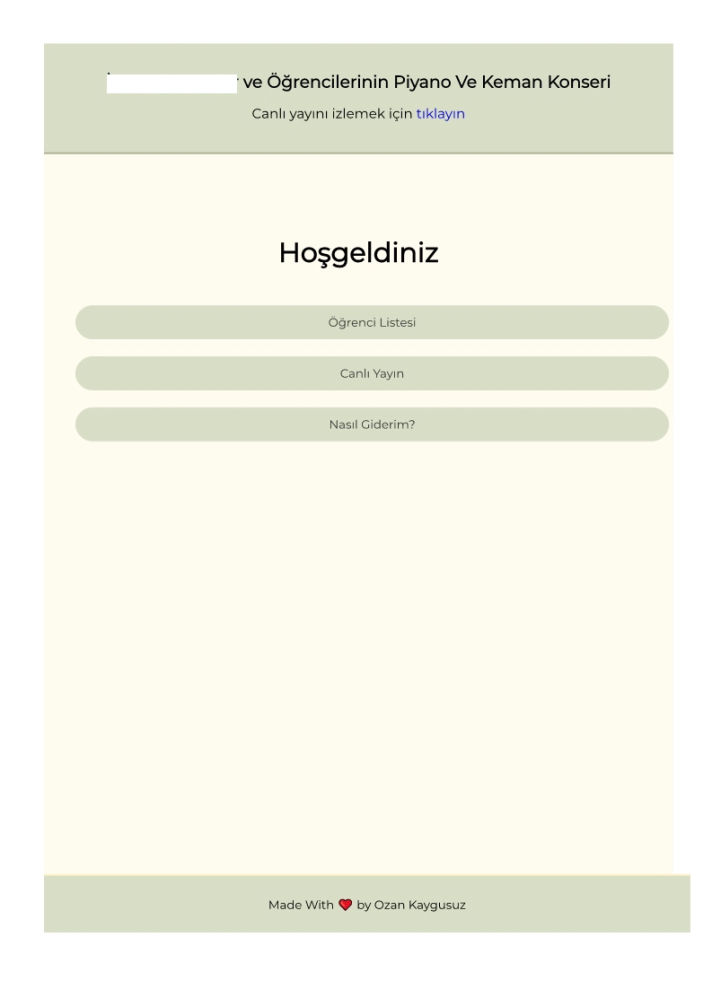 ve Öğrencilerinin Piyano Ve Keman Konseri
Canlı yayını izlemek için tıklayın
Hoşgeldiniz
Öğrenci Listesi
Canlı Yayın
Nasıl Giderim?
Made With ❤ by Ozan Kaygusuz